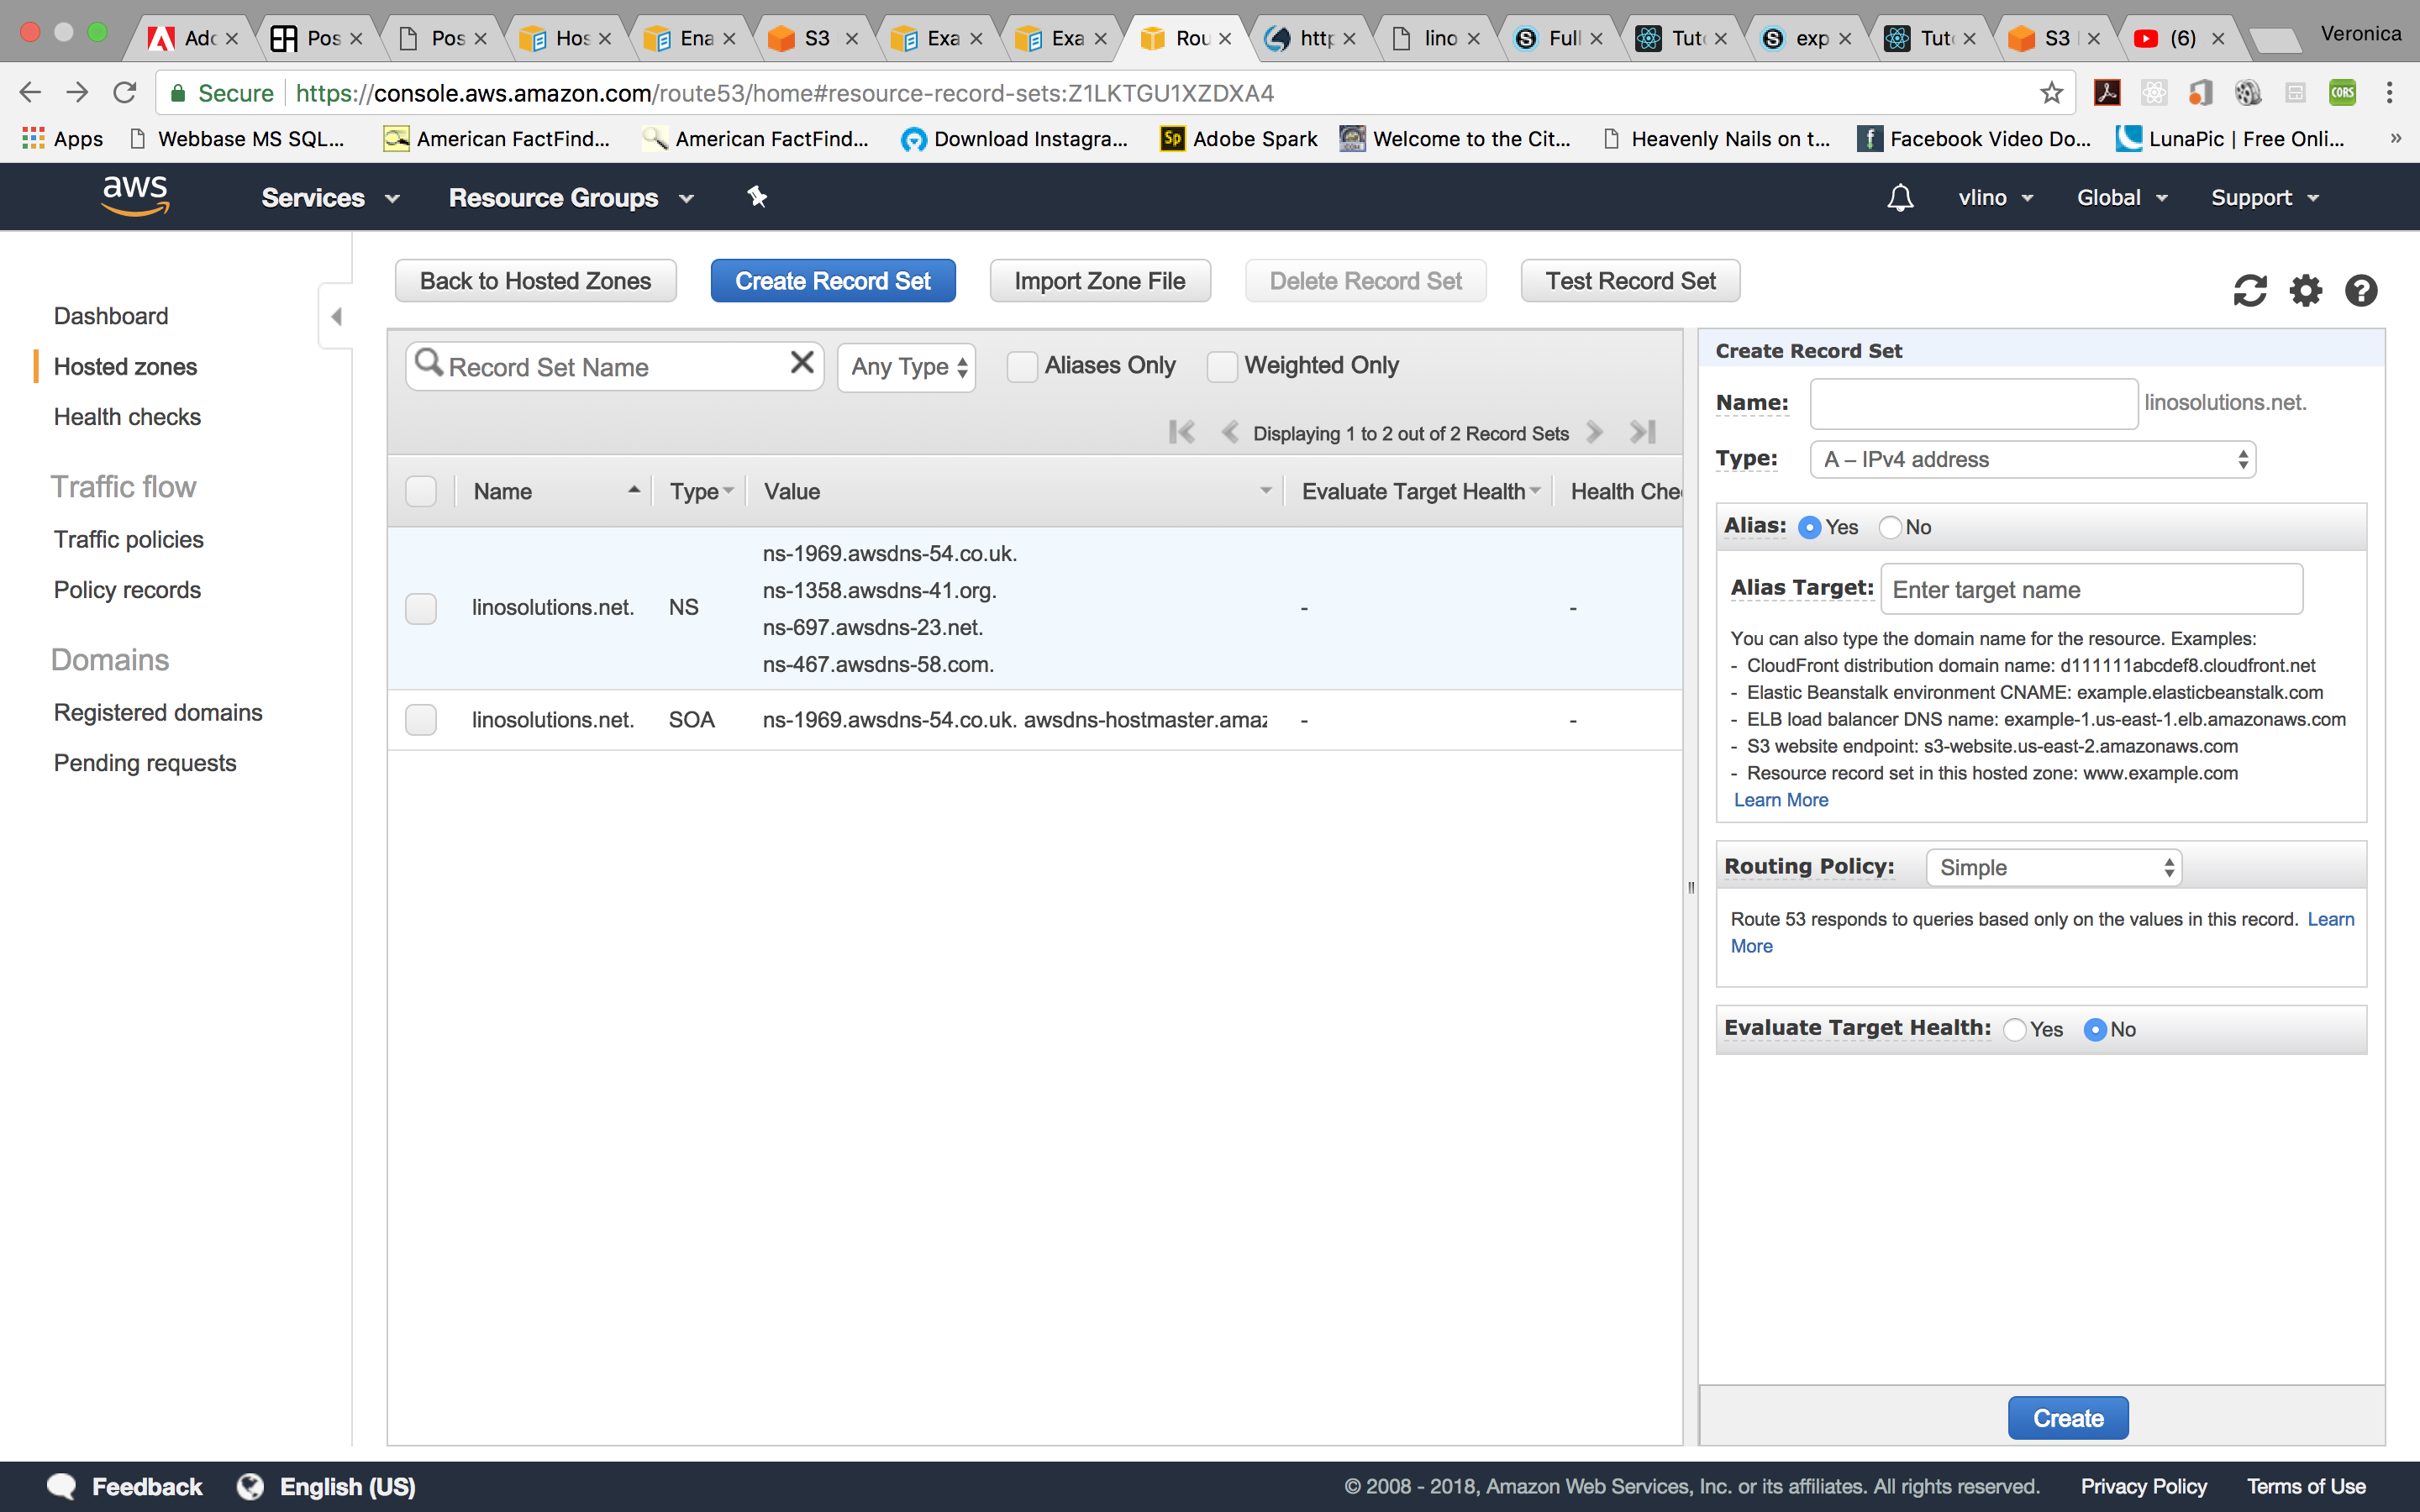 Adc
Pos
Pos
Hos
Ena
S3
Exa
Exa
Rou
http
lino
Full
Tuto
exp
Tuto
S3
(6)
Veronica
Secure https://console.aws.amazon.com/route53/home#resource-record-sets:Z1LKTGU1XZDXA4
CORS
Apps Webbase MS SQL... American FactFind... American FactFind... Download Instagra... Sp Adobe Spark Welcome to the Cit... Heavenly Nails on t... Facebook Video Do... LunaPic | Free Onli... »
aws Services Resource Groups vlino Global Support
Dashboard
Hosted zones
Health checks
Traffic flow
Traffic policies
Policy records
Domains
Registered domains
Pending requests
Back to Hosted Zones Create Record Set Import Zone File Delete Record Set Test Record Set
Record Set Name Any Type Aliases Only Weighted Only
Displaying 1 to 2 out of 2 Record Sets
Name Type Value Evaluate Target Health Health Che
linosolutions.net. NS
ns-1969.awsdns-54.co.uk.
ns-1358.awsdns-41.org.
ns-697.awsdns-23.net.
ns-467.awsdns-58.com.
- -
linosolutions.net. SOA ns-1969.awsdns-54.co.uk. awsdns-hostmaster.amaz - -
Create Record Set
Name: linosolutions.net.
Type: A – IPv4 address
Alias: Yes No
Alias Target: Enter target name
You can also type the domain name for the resource. Examples:
- CloudFront distribution domain name: d111111abcdef8.cloudfront.net
- Elastic Beanstalk environment CNAME: example.elasticbeanstalk.com
- ELB load balancer DNS name: example-1.us-east-1.elb.amazonaws.com
- S3 website endpoint: s3-website.us-east-2.amazonaws.com
- Resource record set in this hosted zone: www.example.com
Learn More
Routing Policy: Simple
Route 53 responds to queries based only on the values in this record. Learn
More
Evaluate Target Health: Yes No
Create
Feedback English (US) © 2008 - 2018, Amazon Web Services, Inc. or its affiliates. All rights reserved. Privacy Policy Terms of Use